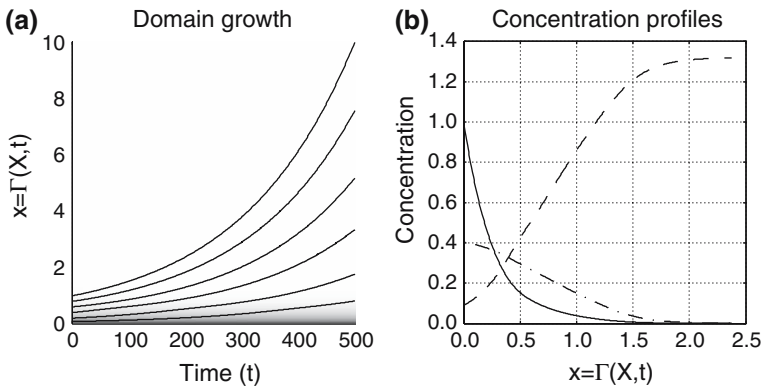 (a) Domain growth
10
8
6
4
2
0
x=Γ(X,t)
0 100 200 300 400 500
Time (t)
(b) Concentration profiles
1.4
1.2
1.0
0.8
0.6
0.4
0.2
0.0
Concentration
0.0 0.5 1.0 1.5 2.0 2.5
x=Γ(X,t)